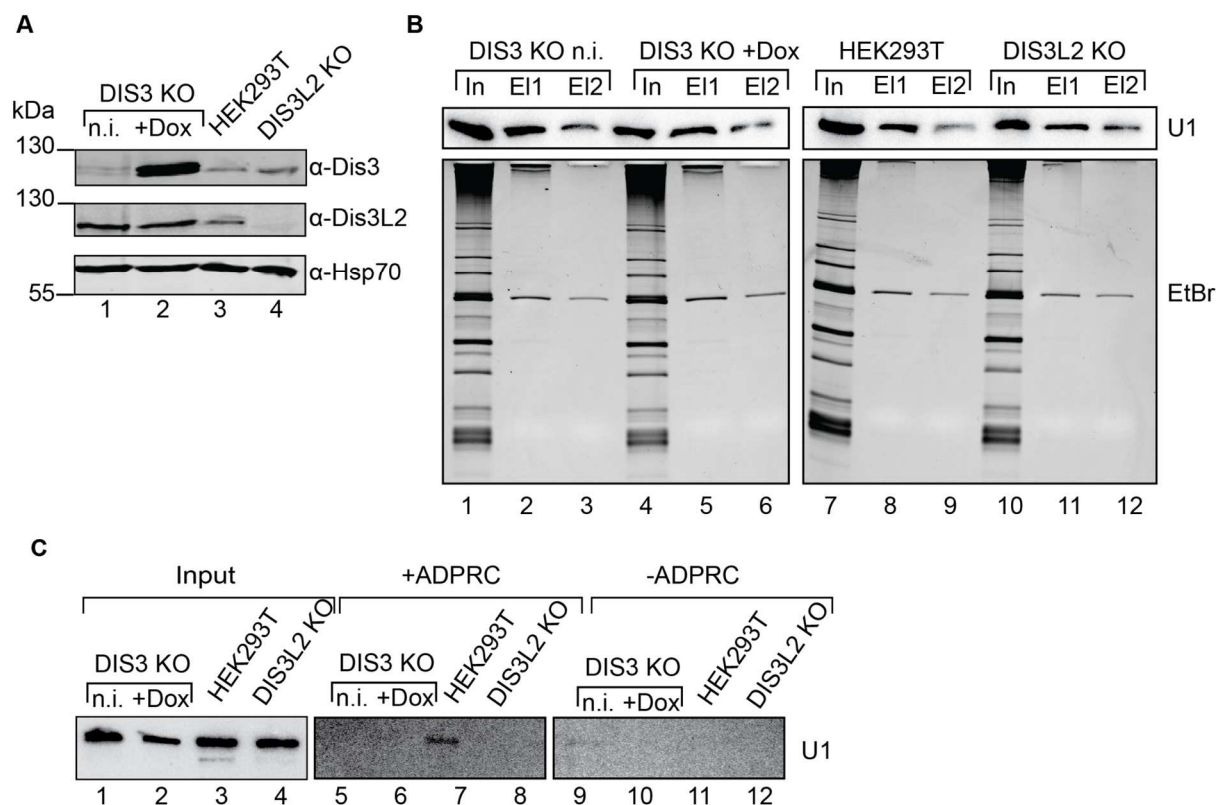 A
kDa
DIS3 KO
n.i. +Dox
HEK293T
DIS3L2 KO
130
α-Dis3
130
α-Dis3L2
α-Hsp70
55
1 2 3 4
B
DIS3 KO n.i. DIS3 KO +Dox HEK293T DIS3L2 KO
In El1 El2 In El1 El2 In El1 El2 In El1 El2
U1
EtBr
1 2 3 4 5 6 7 8 9 10 11 12
C
Input +ADPRC -ADPRC
DIS3 KO HEK293T DIS3L2 KO DIS3 KO HEK293T DIS3L2 KO DIS3 KO HEK293T DIS3L2 KO
n.i. +Dox n.i. +Dox n.i. +Dox
U1
1 2 3 4 5 6 7 8 9 10 11 12